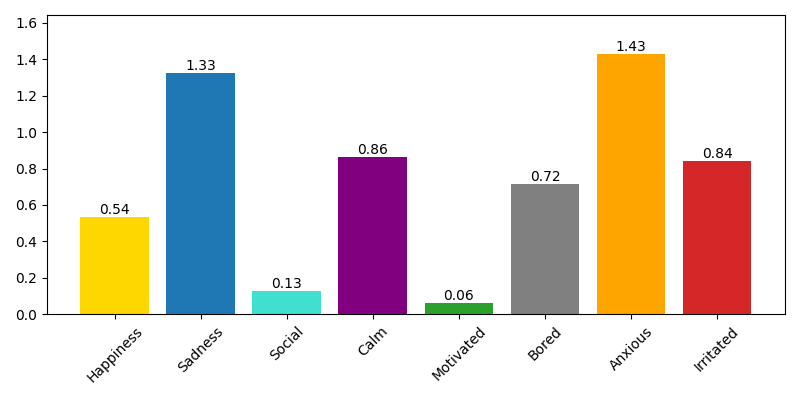 1.6
1.4
1.2
1.0
0.8
0.6
0.4
0.2
0.0
0.54
1.33
0.13
0.86
0.06
0.72
1.43
0.84
Happiness
Sadness
Social
Calm
Motivated
Bored
Anxious
Irritated